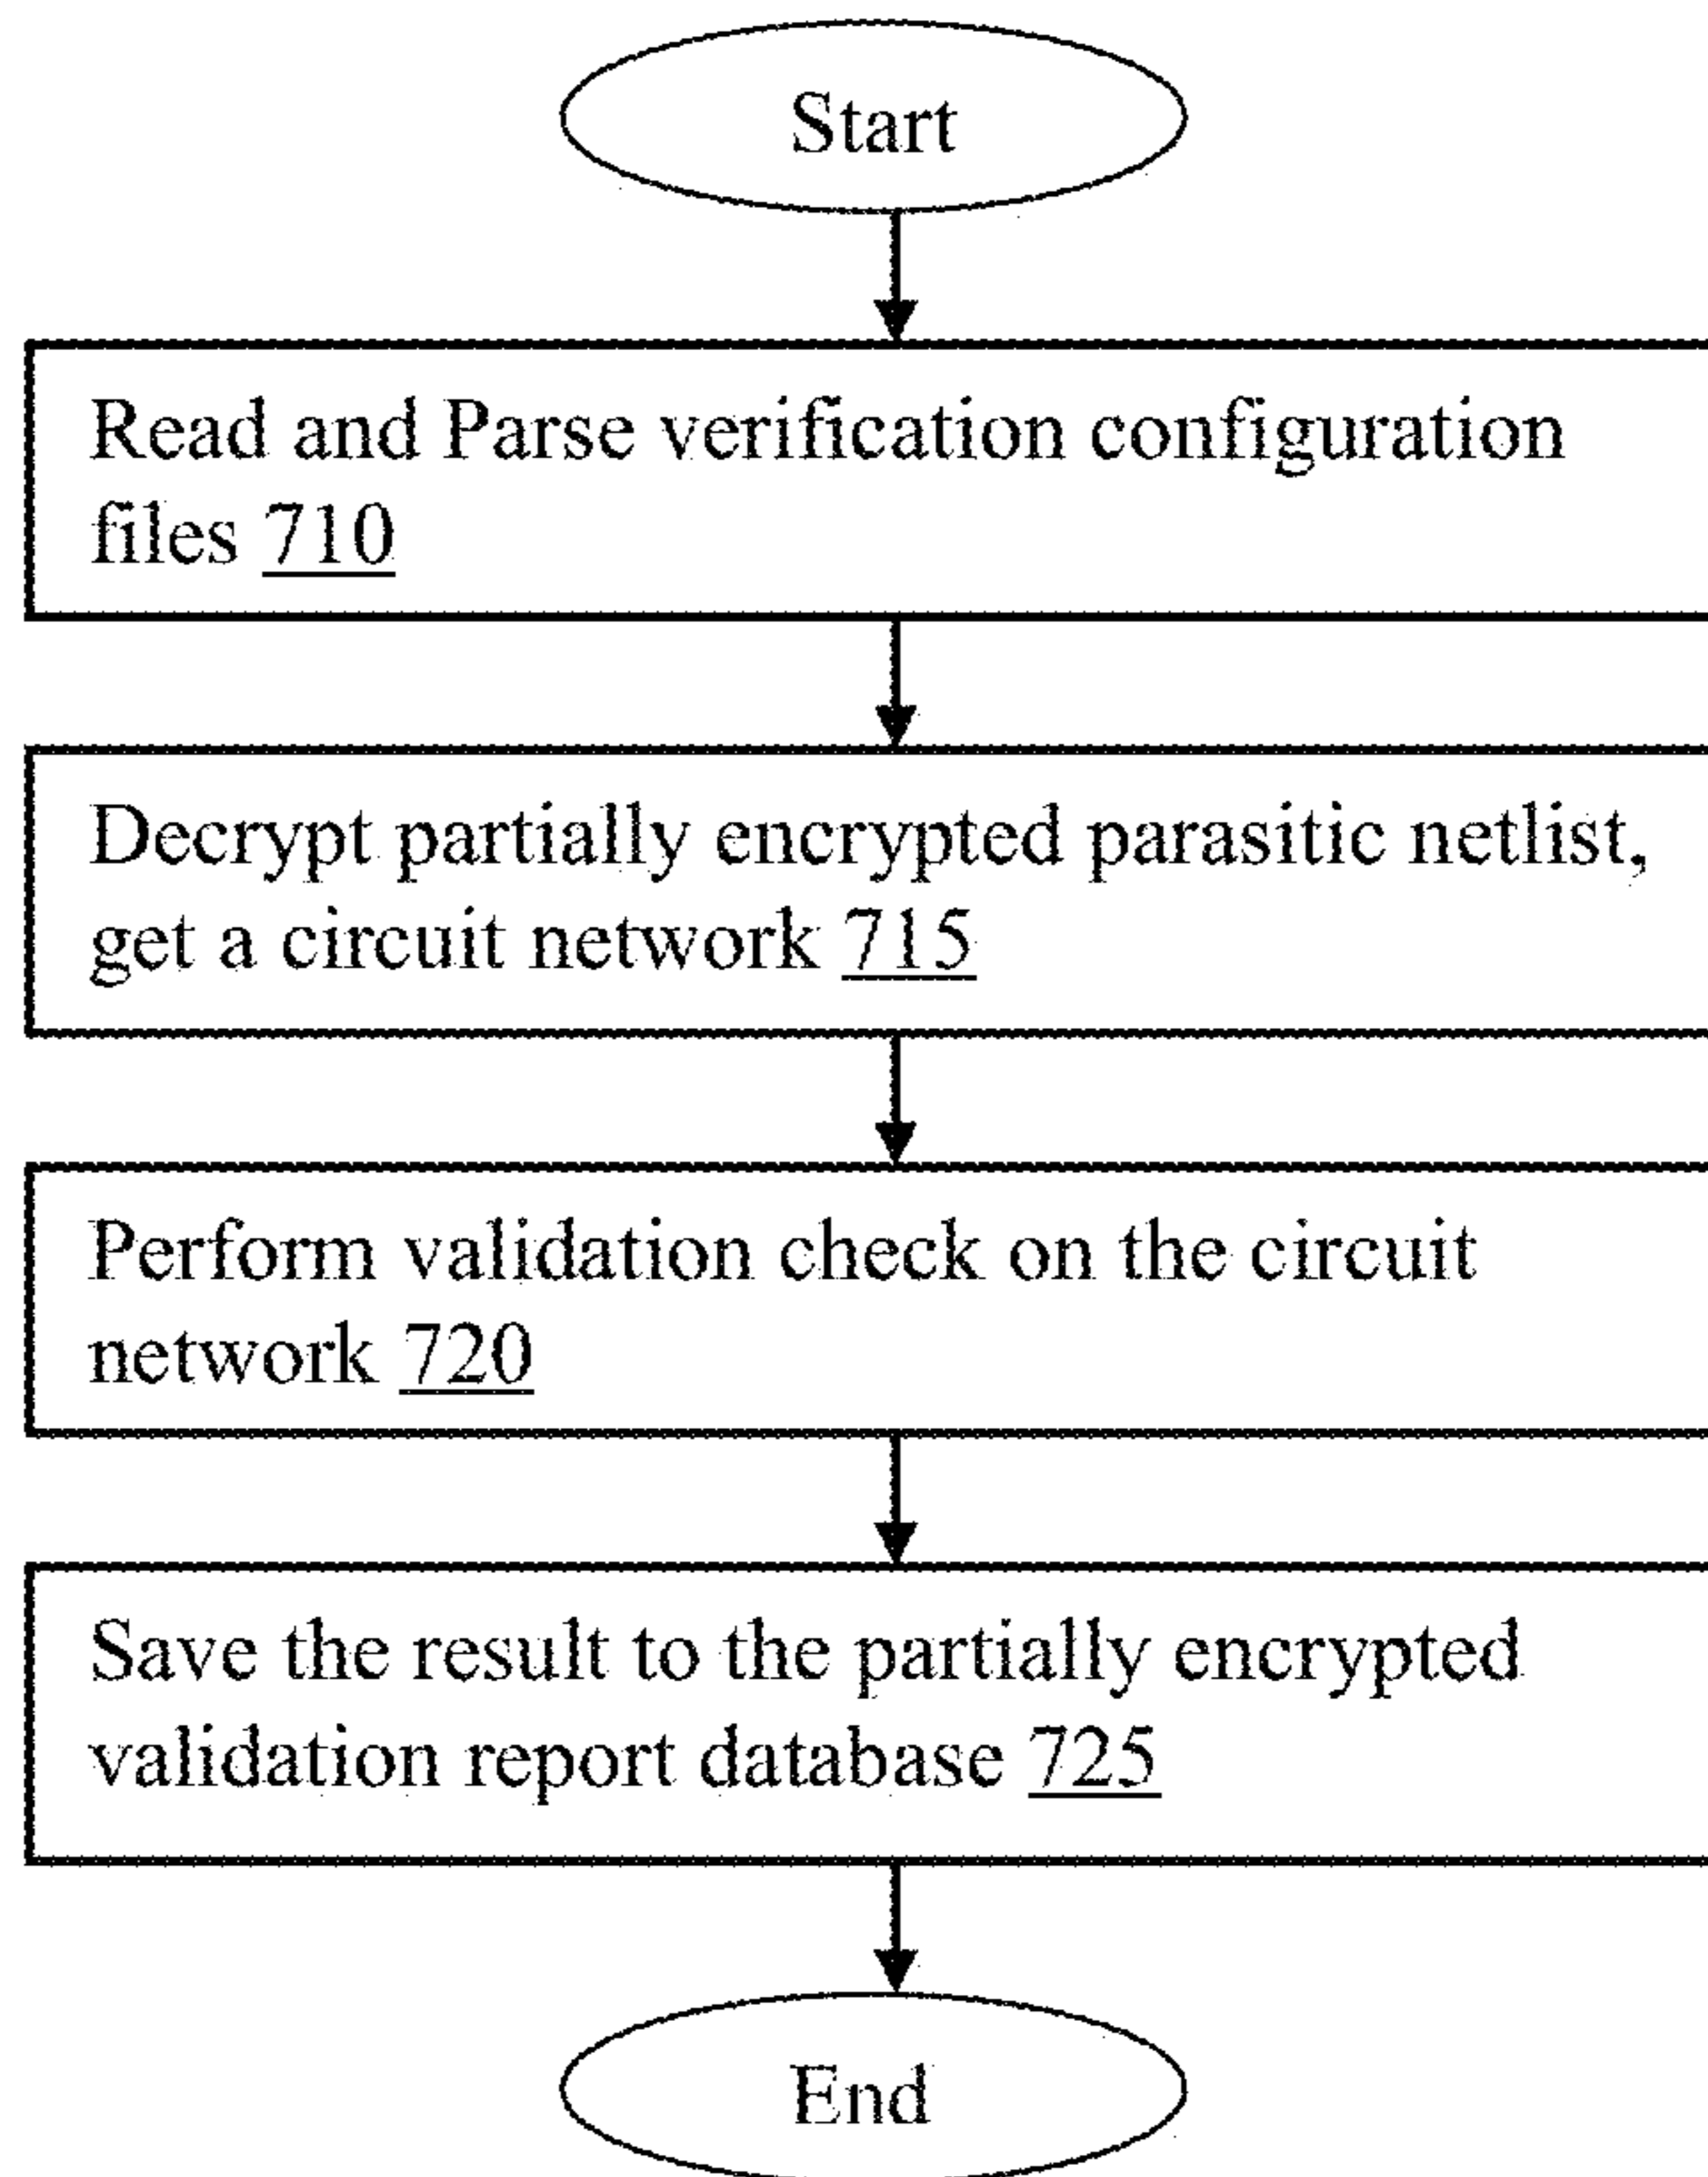 Start
Read and Parse verification configuration
files 710
Decrypt partially encrypted parasitic netlist,
get a circuit network 715
Perform validation check on the circuit
network 720
Save the result to the partially encrypted
validation report database 725
End